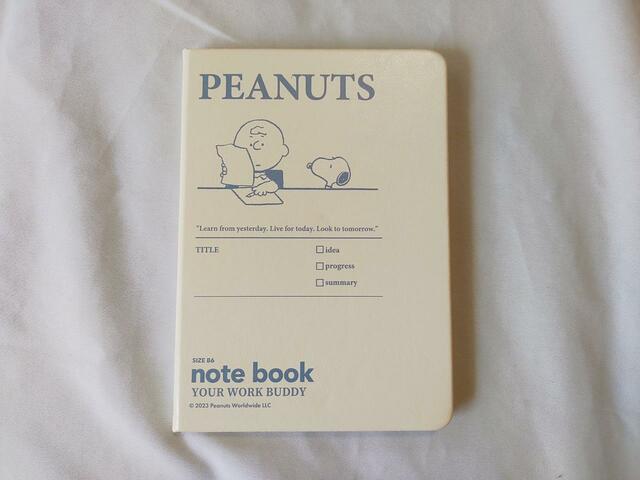 PEANUTS
"Learn from yesterday. Live for today. Look to tomorrow."
TITLE
idea
progress
summary
SIZE B6
note book
YOUR WORK BUDDY
© 2023 Peanuts Worldwide LLC